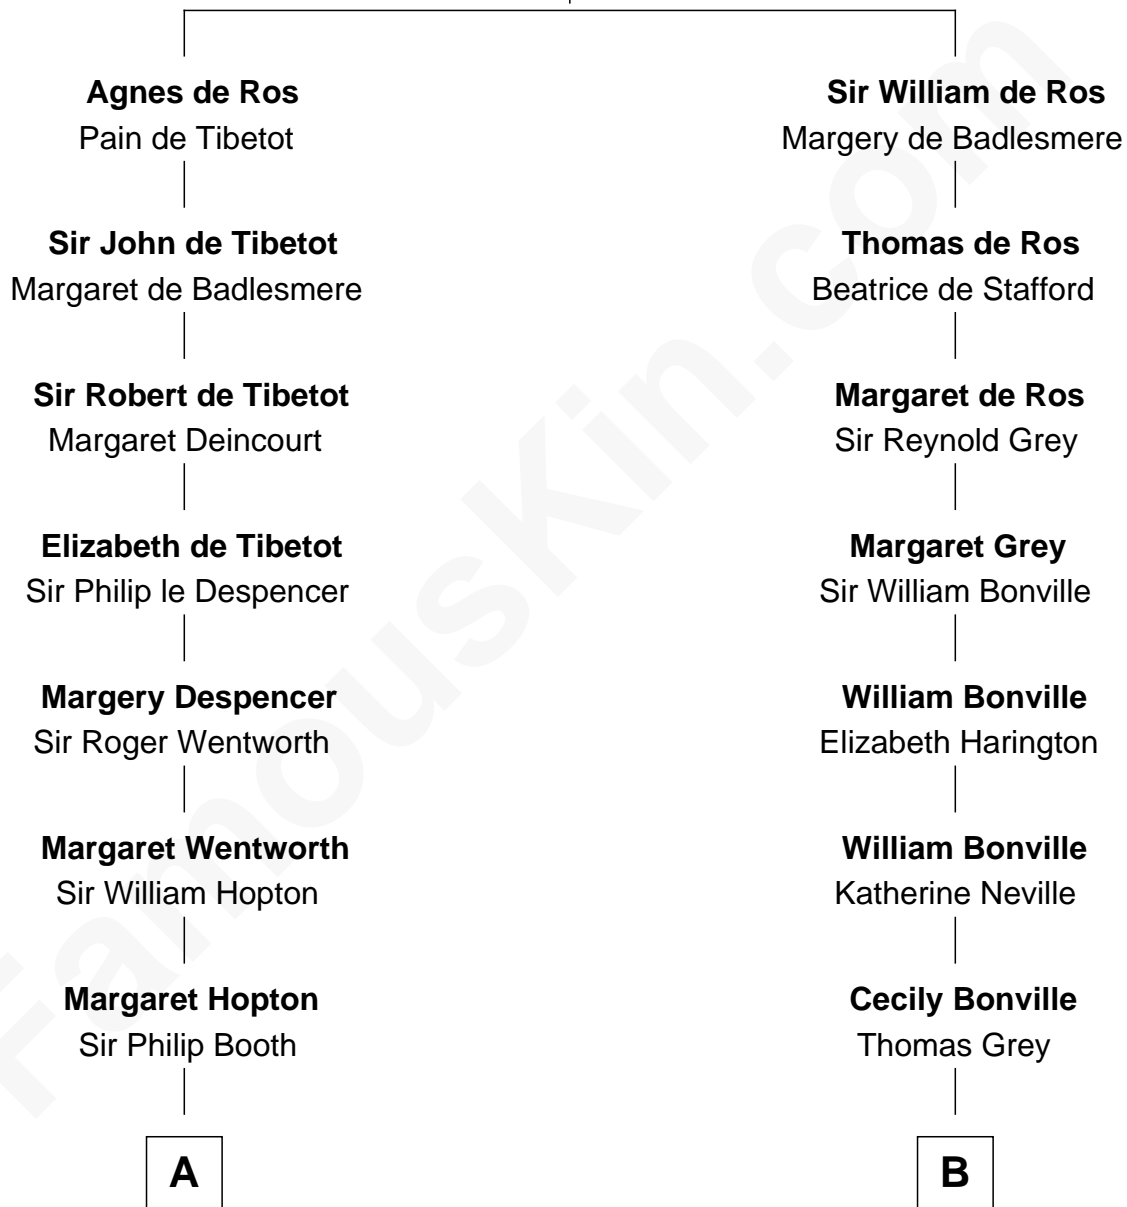 Agnes de Ros
Pain de Tibetot
Sir William de Ros
Margery de Badlesmere
Sir John de Tibetot
Margaret de Badlesmere
Thomas de Ros
Beatrice de Stafford
Sir Robert de Tibetot
Margaret Deincourt
Margaret de Ros
Sir Reynold Grey
Elizabeth de Tibetot
Sir Philip le Despencer
Margaret Grey
Sir William Bonville
Margery Despencer
Sir Roger Wentworth
William Bonville
Elizabeth Harington
Margaret Wentworth
Sir William Hopton
William Bonville
Katherine Neville
Margaret Hopton
Sir Philip Booth
Cecily Bonville
Thomas Grey
A
B
FamousKin.com